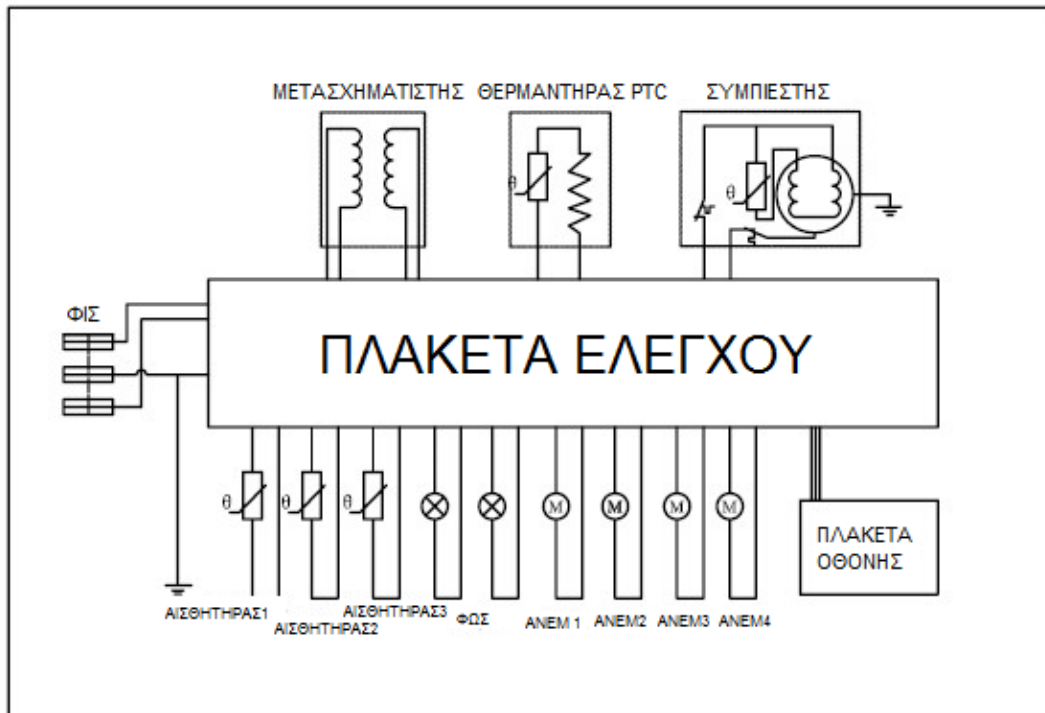 ΜΕΤΑΣΧΗΜΑΤΙΣΤΗΣ ΘΕΡΜΑΝΤΗΡΑΣ PTC ΣΥΜΠΙΕΣΤΗΣ
θ
θ
ΦΙΣ
ΠΛΑΚΕΤΑ ΕΛΕΓΧΟΥ
θ θ θ M M M M
ΠΛΑΚΕΤΑ
ΟΘΟΝΗΣ
ΑΙΣΘΗΤΗΡΑΣ1 ΑΙΣΘΗΤΗΡΑΣ2 ΑΙΣΘΗΤΗΡΑΣ3 ΦΩΣ ΑΝΕΜ 1 ΑΝΕΜ2 ΑΝΕΜ3 ΑΝΕΜ4